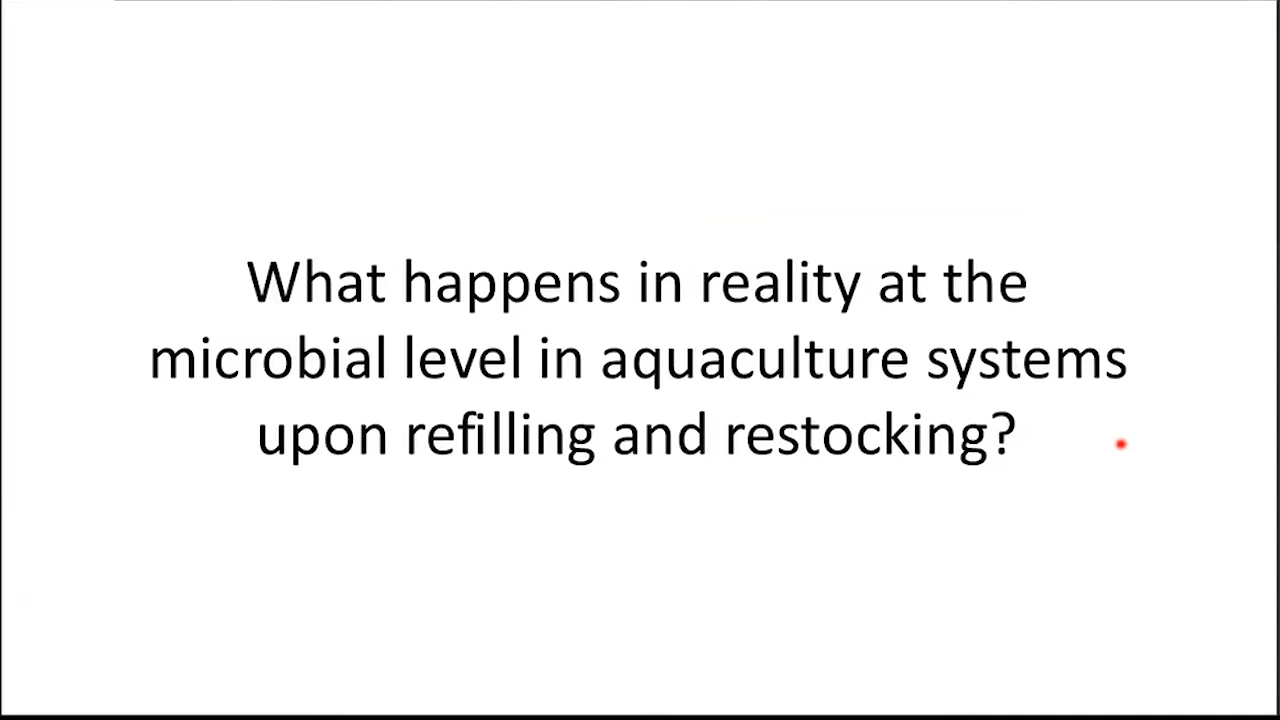 What happens in reality at the
microbial level in aquaculture systems
upon refilling and restocking?